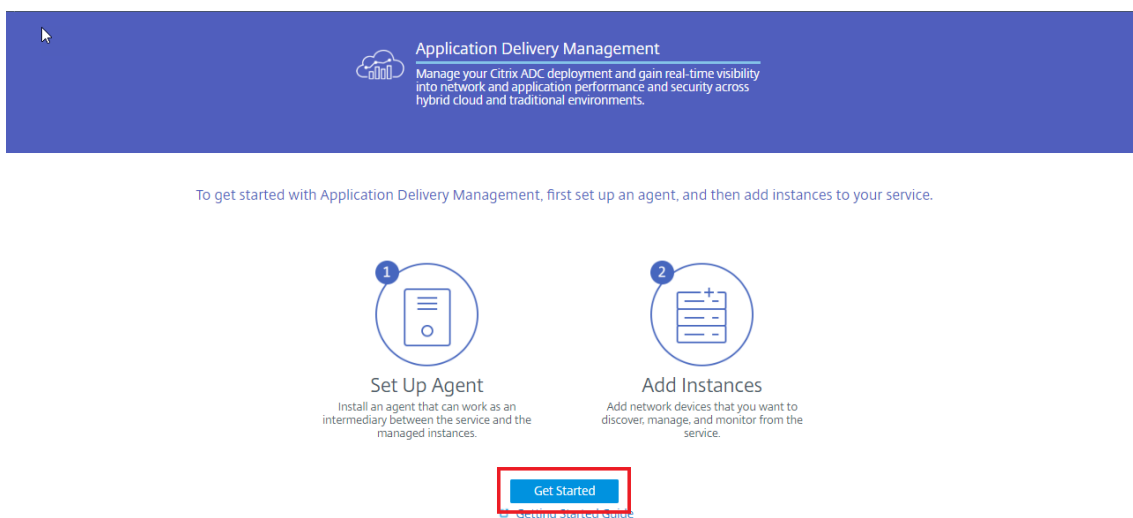 Application Delivery Management
Manage your Citrix ADC deployment and gain real-time visibility
into network and application performance and security across
hybrid cloud and traditional environments.
To get started with Application Delivery Management, first set up an agent, and then add instances to your service.
1
2
Set Up Agent
Install an agent that can work as an
intermediary between the service and the
managed instances.
Add Instances
Add network devices that you want to
discover, manage, and monitor from the
service.
Get Started
Getting Started Guide